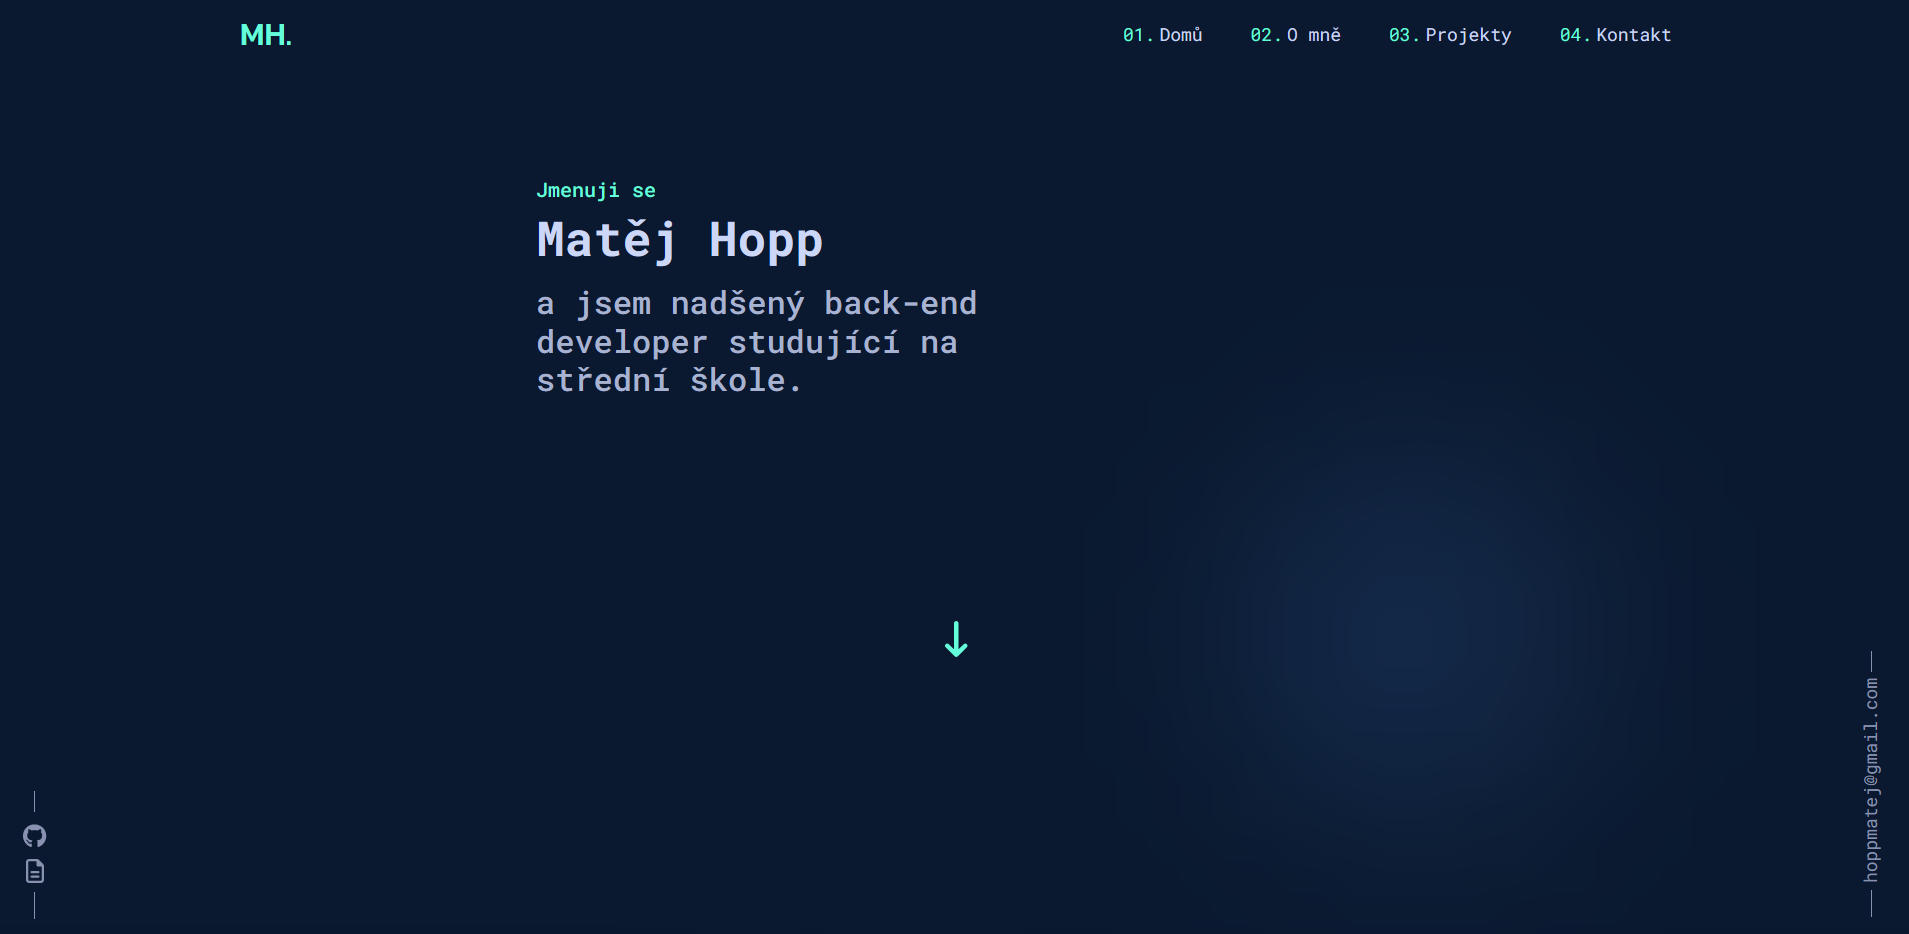 MH.
01. Domů 02. O mně 03. Projekty 04. Kontakt
Jmenuji se
Matěj Hopp
a jsem nadšený back-end
developer studující na
střední škole.
hoppmatej@gmail.com